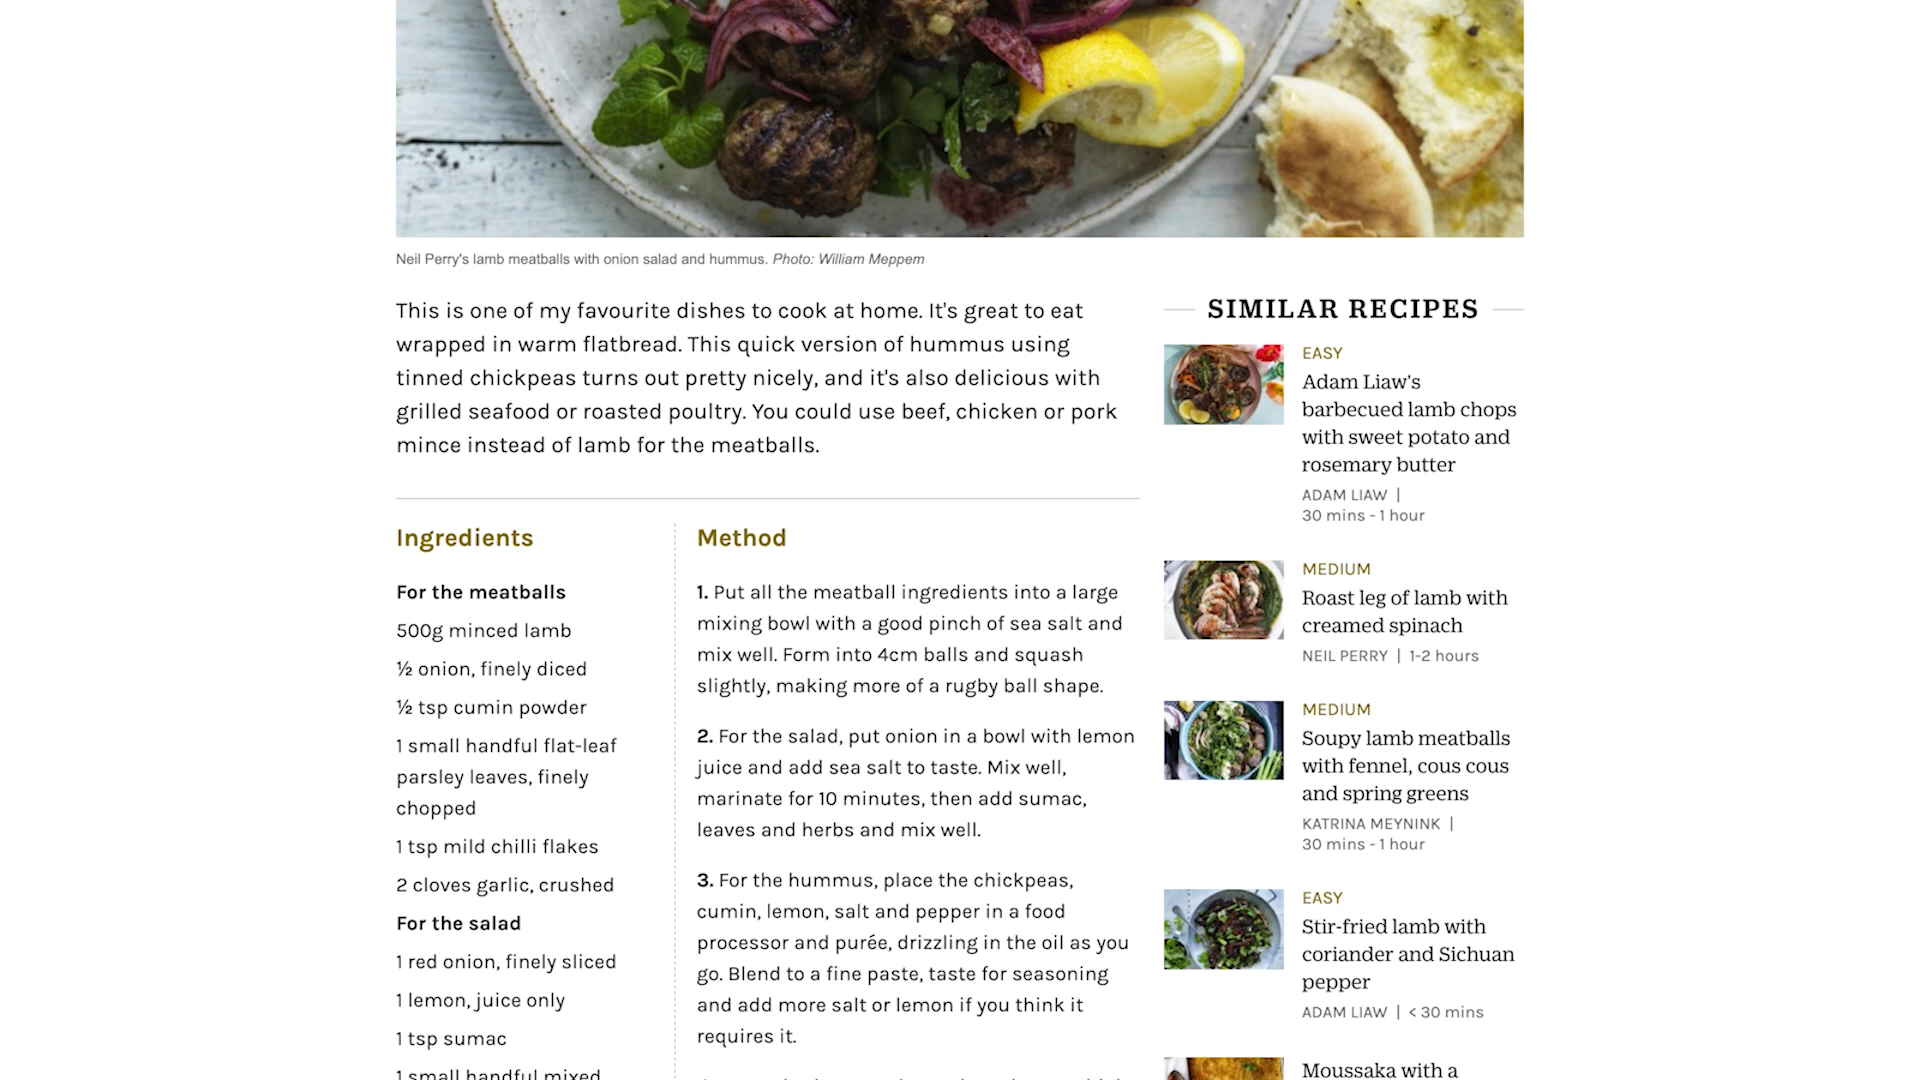 Neil Perry's lamb meatballs with onion salad and hummus. Photo: William Meppem
This is one of my favourite dishes to cook at home. It's great to eat
wrapped in warm flatbread. This quick version of hummus using
tinned chickpeas turns out pretty nicely, and it's also delicious with
grilled seafood or roasted poultry. You could use beef, chicken or pork
mince instead of lamb for the meatballs.
Ingredients
For the meatballs
500g minced lamb
½ onion, finely diced
½ tsp cumin powder
1 small handful flat-leaf
parsley leaves, finely
chopped
1 tsp mild chilli flakes
2 cloves garlic, crushed
For the salad
1 red onion, finely sliced
1 lemon, juice only
1 tsp sumac
1 small handful mixed
Method
1. Put all the meatball ingredients into a large
mixing bowl with a good pinch of sea salt and
mix well. Form into 4cm balls and squash
slightly, making more of a rugby ball shape.
2. For the salad, put onion in a bowl with lemon
juice and add sea salt to taste. Mix well,
marinate for 10 minutes, then add sumac,
leaves and herbs and mix well.
3. For the hummus, place the chickpeas,
cumin, lemon, salt and pepper in a food
processor and purée, drizzling in the oil as you
go. Blend to a fine paste, taste for seasoning
and add more salt or lemon if you think it
requires it.
SIMILAR RECIPES
EASY
Adam Liaw's
barbecued lamb chops
with sweet potato and
rosemary butter
ADAM LIAW |
30 mins - 1 hour
MEDIUM
Roast leg of lamb with
creamed spinach
NEIL PERRY | 1-2 hours
MEDIUM
Soupy lamb meatballs
with fennel, cous cous
and spring greens
KATRINA MEYNINK |
30 mins - 1 hour
EASY
Stir-fried lamb with
coriander and Sichuan
pepper
ADAM LIAW | < 30 mins
Moussaka with a